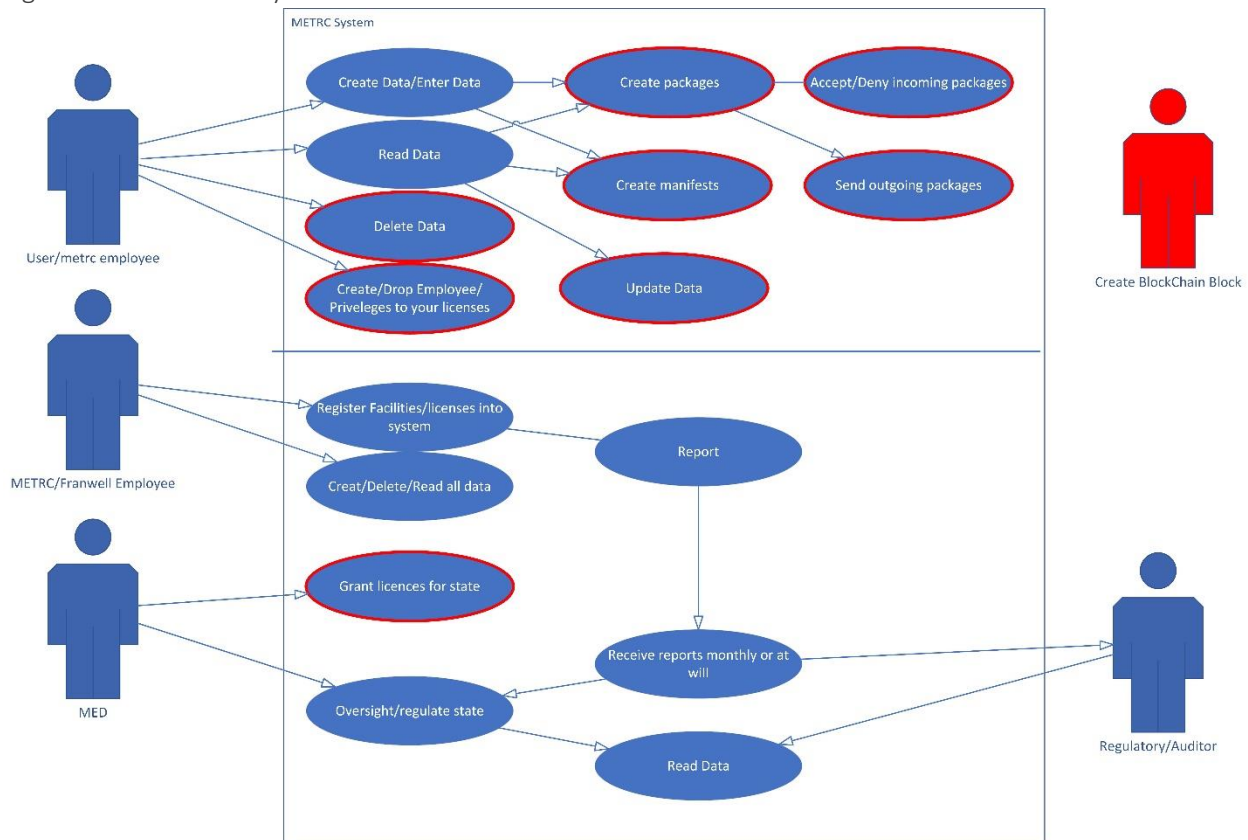 METRC System
Create Data/Enter Data
Create packages
Accept/Deny incoming packages
Read Data
Create manifests
Send outgoing packages
Delete Data
User/metrc employee
Create/Drop Employee/
Priveleges to your licenses
Update Data
Create BlockChain Block
Register Facilities/licenses into
system
Report
METRC/Franwell Employee
Creat/Delete/Read all data
Grant licences for state
Receive reports monthly or at
will
MED
Oversight/regulate state
Read Data
Regulatory/Auditor